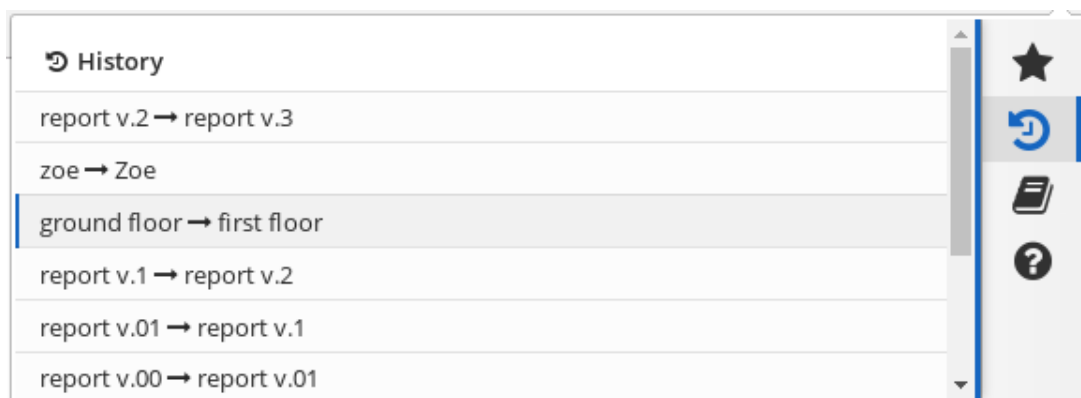 History
report v.2 → report v.3
zoe → Zoe
ground floor → first floor
report v.1 → report v.2
report v.01 → report v.1
report v.00 → report v.01